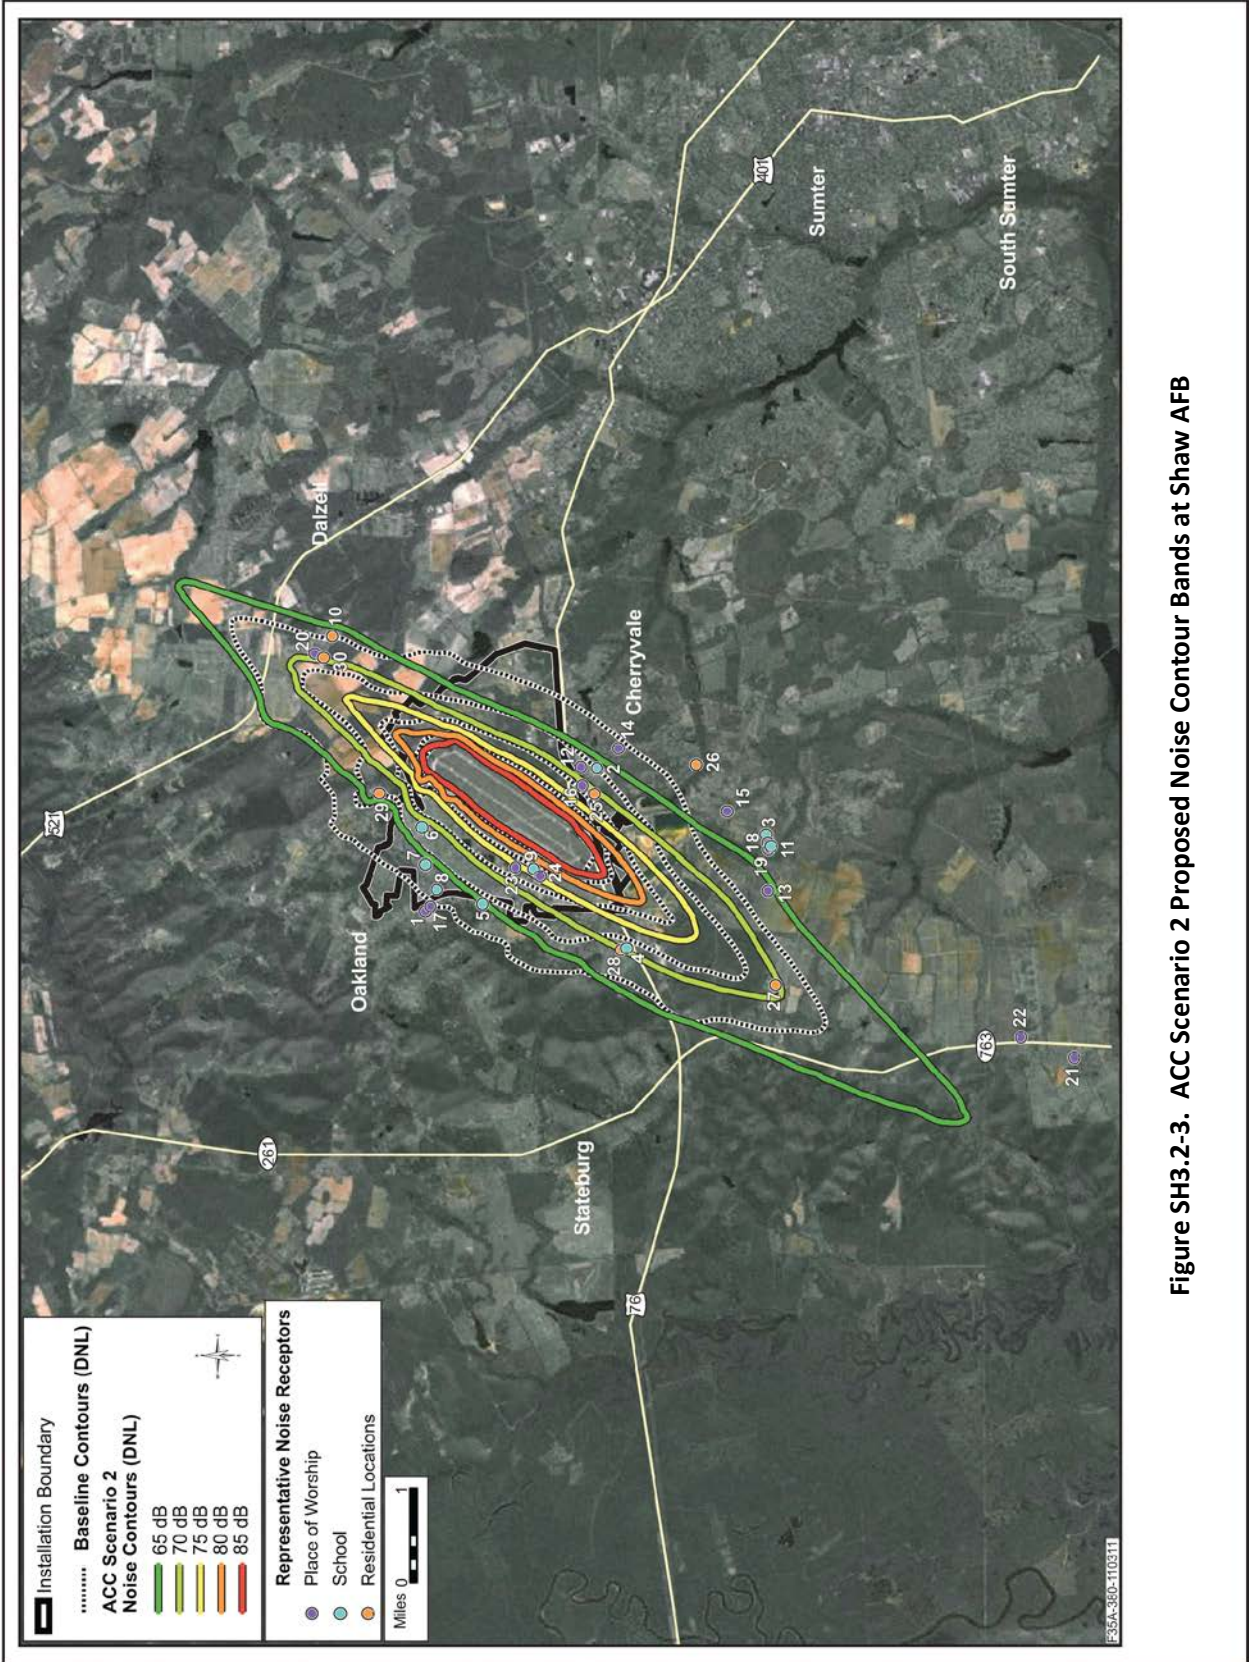 Installation Boundary
Baseline Contours (DNL)
ACC Scenario 2
Noise Contours (DNL)
65 dB
70 dB
75 dB
80 dB
85 dB
Representative Noise Receptors
Place of Worship
School
Residential Locations
Miles 0 1
F35A-380-110311
521
261
Dalzell
Oakland
Stateburg
Cherryvale
Sumter
South Sumter
401
76
763
20
10
30
29
6
7
8
1
17
5
23
9
24
28
4
27
12
16
2
14
25
26
15
18
3
19
11
13
22
21
Figure SH3.2-3. ACC Scenario 2 Proposed Noise Contour Bands at Shaw AFB